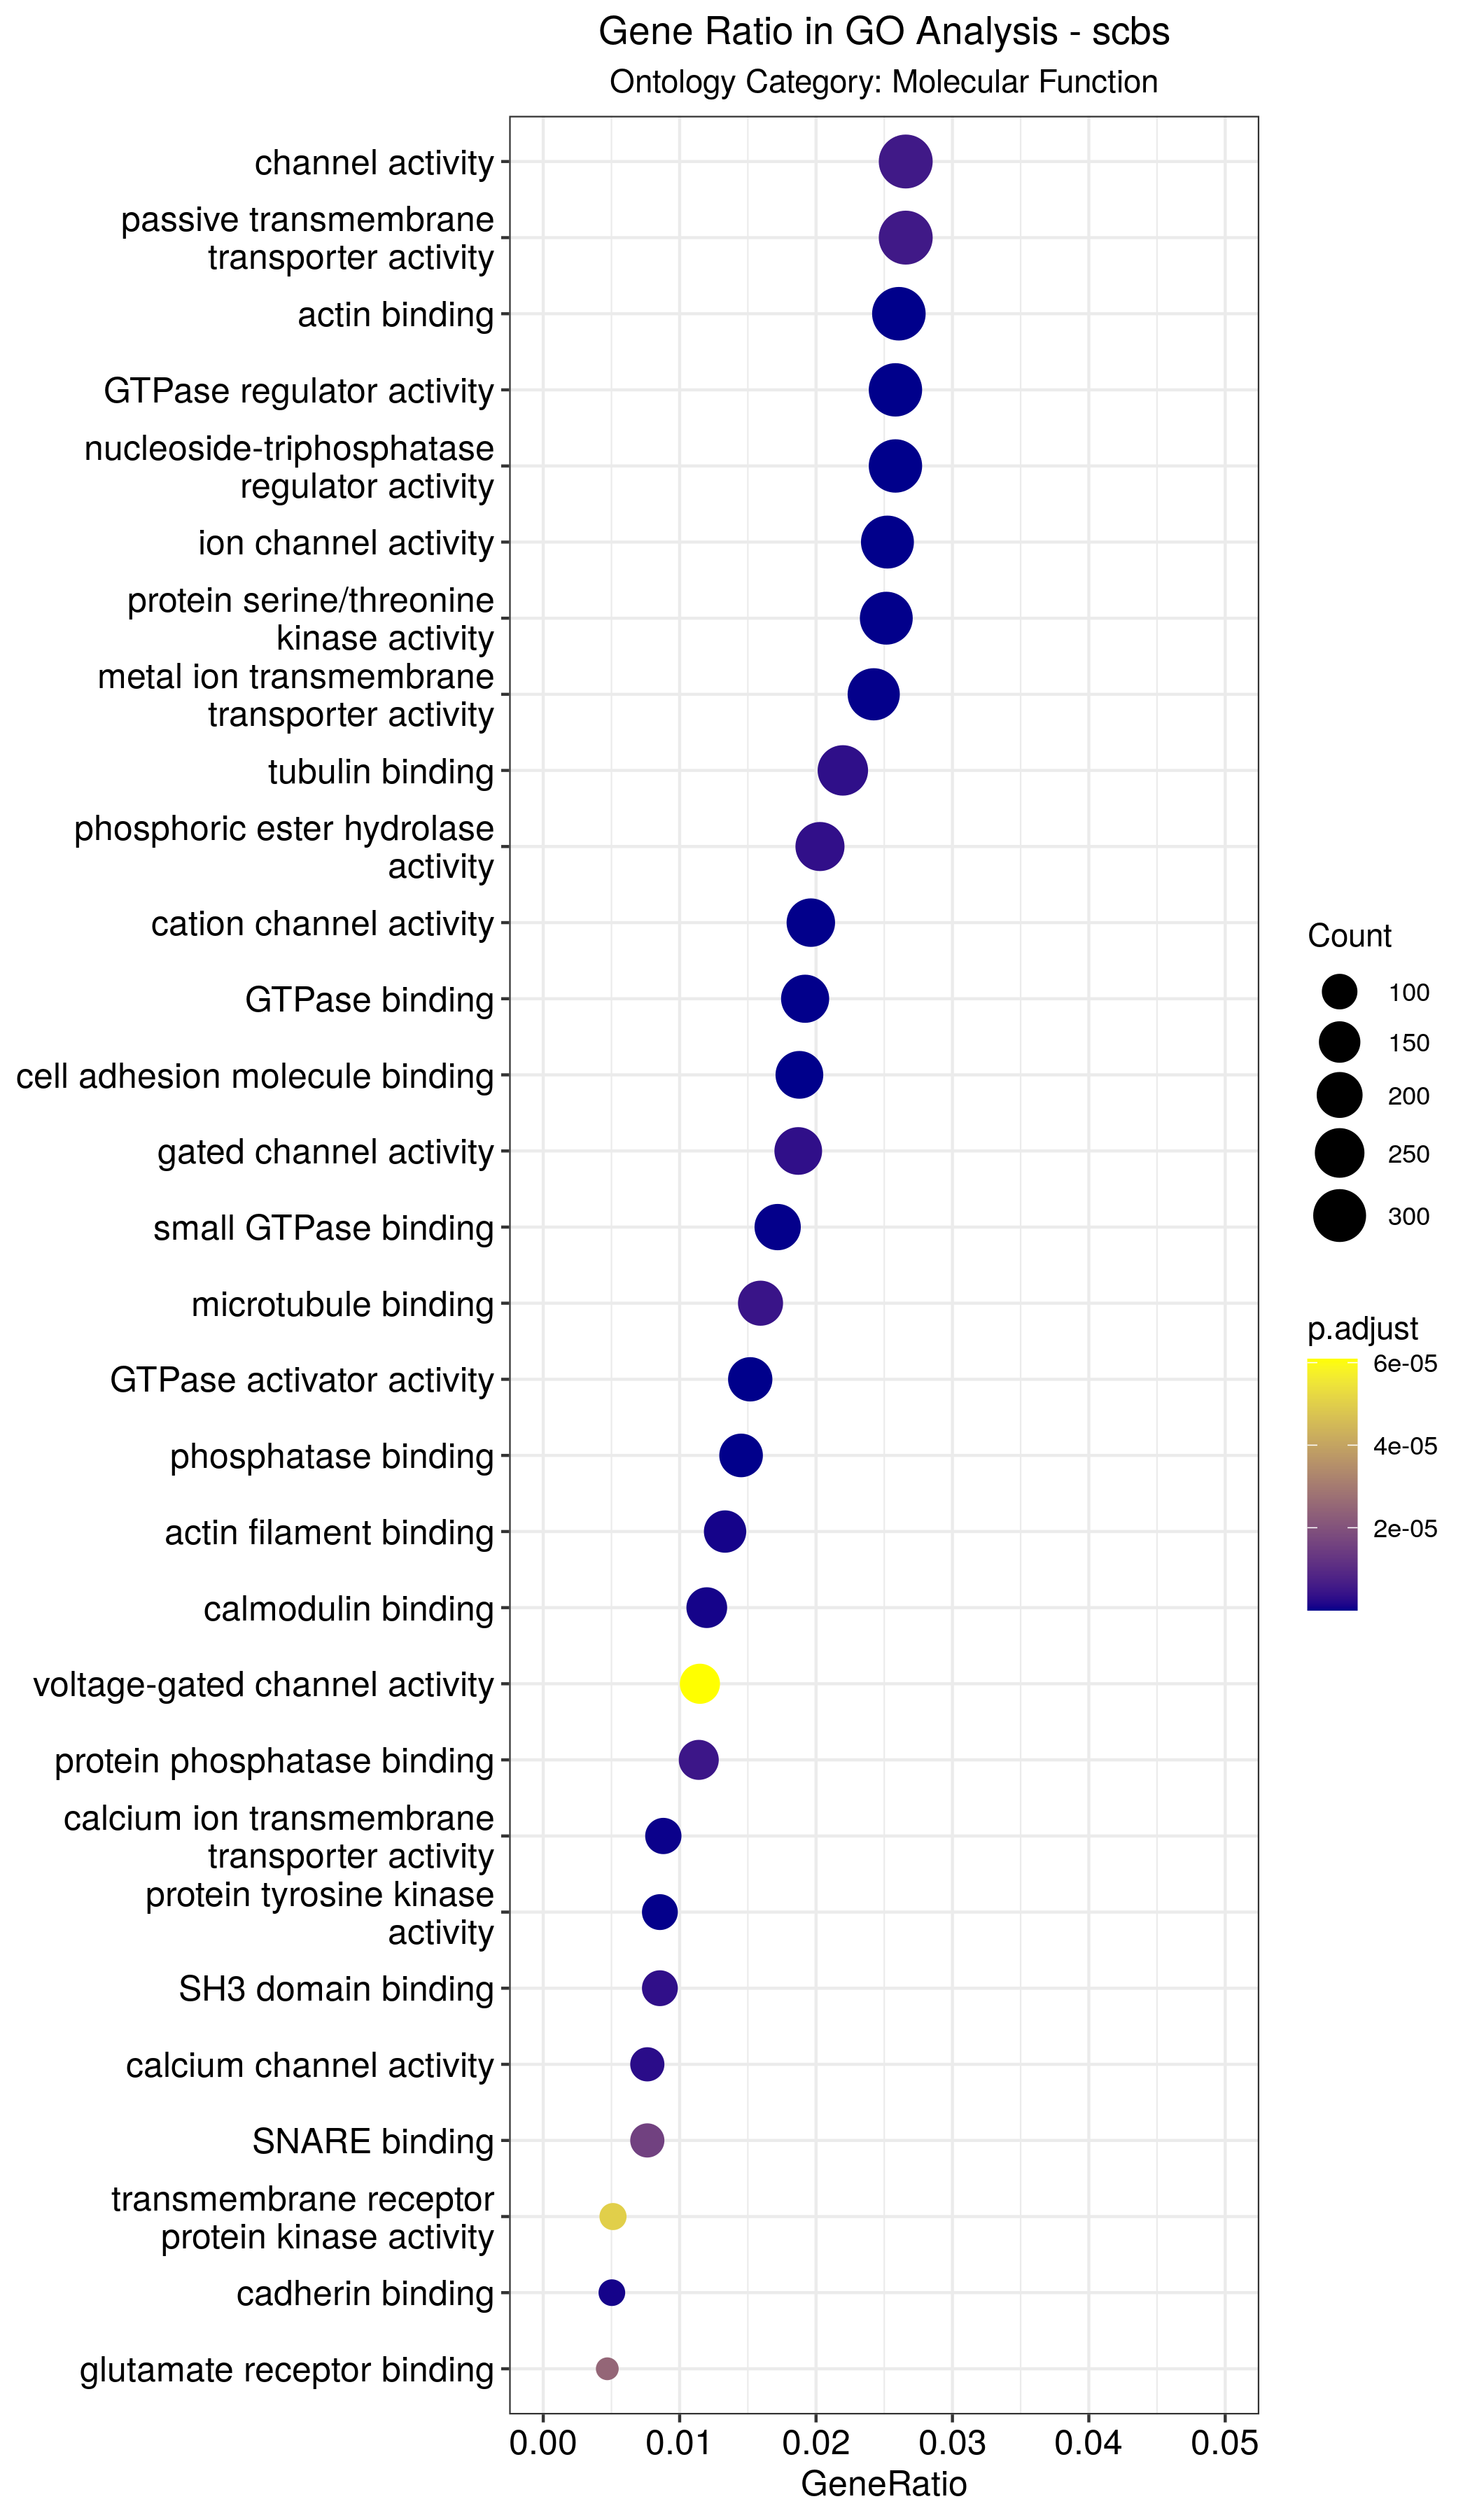 Gene Ratio in GO Analysis - scbs
Ontology Category: Molecular Function
channel activity
passive transmembrane
transporter activity
actin binding
GTPase regulator activity
nucleoside-triphosphatase
regulator activity
ion channel activity
protein serine/threonine
kinase activity
metal ion transmembrane
transporter activity
tubulin binding
phosphoric ester hydrolase
activity
cation channel activity
GTPase binding
cell adhesion molecule binding
gated channel activity
small GTPase binding
microtubule binding
GTPase activator activity
phosphatase binding
actin filament binding
calmodulin binding
voltage-gated channel activity
protein phosphatase binding
calcium ion transmembrane
transporter activity
protein tyrosine kinase
activity
SH3 domain binding
calcium channel activity
SNARE binding
transmembrane receptor
protein kinase activity
cadherin binding
glutamate receptor binding
0.00 0.01 0.02 0.03 0.04 0.05
GeneRatio
Count
100
150
200
250
300
p.adjust
6e-05
4e-05
2e-05